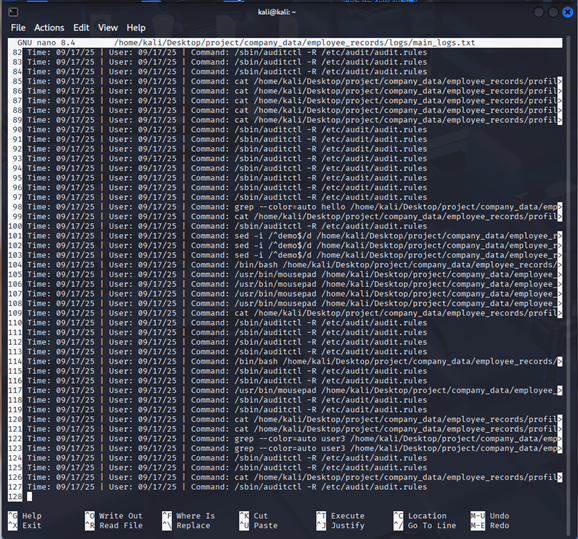 kali@kali: ~
File Actions Edit View Help
GNU nano 8.4 /home/kali/Desktop/project/company_data/employee_records/logs/main_logs.txt
82 Time: 09/17/25 | User: 09/17/25 | Command: /sbin/auditctl -R /etc/audit/audit.rules
83 Time: 09/17/25 | User: 09/17/25 | Command: /sbin/auditctl -R /etc/audit/audit.rules
84 Time: 09/17/25 | User: 09/17/25 | Command: /sbin/auditctl -R /etc/audit/audit.rules
85 Time: 09/17/25 | User: 09/17/25 | Command: cat /home/kali/Desktop/project/company_data/employee_records/profil>
86 Time: 09/17/25 | User: 09/17/25 | Command: cat /home/kali/Desktop/project/company_data/employee_records/profil>
87 Time: 09/17/25 | User: 09/17/25 | Command: cat /home/kali/Desktop/project/company_data/employee_records/profil>
88 Time: 09/17/25 | User: 09/17/25 | Command: cat /home/kali/Desktop/project/company_data/employee_records/profil>
89 Time: 09/17/25 | User: 09/17/25 | Command: cat /home/kali/Desktop/project/company_data/employee_records/profil>
90 Time: 09/17/25 | User: 09/17/25 | Command: /sbin/auditctl -R /etc/audit/audit.rules
91 Time: 09/17/25 | User: 09/17/25 | Command: /sbin/auditctl -R /etc/audit/audit.rules
92 Time: 09/17/25 | User: 09/17/25 | Command: /sbin/auditctl -R /etc/audit/audit.rules
93 Time: 09/17/25 | User: 09/17/25 | Command: /sbin/auditctl -R /etc/audit/audit.rules
94 Time: 09/17/25 | User: 09/17/25 | Command: /sbin/auditctl -R /etc/audit/audit.rules
95 Time: 09/17/25 | User: 09/17/25 | Command: /sbin/auditctl -R /etc/audit/audit.rules
96 Time: 09/17/25 | User: 09/17/25 | Command: /sbin/auditctl -R /etc/audit/audit.rules
97 Time: 09/17/25 | User: 09/17/25 | Command: /sbin/auditctl -R /etc/audit/audit.rules
98 Time: 09/17/25 | User: 09/17/25 | Command: grep --color=auto hello /home/kali/Desktop/project/company_data/emp>
99 Time: 09/17/25 | User: 09/17/25 | Command: cat /home/kali/Desktop/project/company_data/employee_records/profil>
100 Time: 09/17/25 | User: 09/17/25 | Command: /sbin/auditctl -R /etc/audit/audit.rules
101 Time: 09/17/25 | User: 09/17/25 | Command: sed -i /^demo$/d /home/kali/Desktop/project/company_data/employee_r>
102 Time: 09/17/25 | User: 09/17/25 | Command: sed -i /^demo$/d /home/kali/Desktop/project/company_data/employee_r>
103 Time: 09/17/25 | User: 09/17/25 | Command: sed -i /^demo$/d /home/kali/Desktop/project/company_data/employee_r>
104 Time: 09/17/25 | User: 09/17/25 | Command: /bin/bash /home/kali/Desktop/project/company_data/employee_records/>
105 Time: 09/17/25 | User: 09/17/25 | Command: /usr/bin/mousepad /home/kali/Desktop/project/company_data/employee_>
106 Time: 09/17/25 | User: 09/17/25 | Command: /usr/bin/mousepad /home/kali/Desktop/project/company_data/employee_>
107 Time: 09/17/25 | User: 09/17/25 | Command: /usr/bin/mousepad /home/kali/Desktop/project/company_data/employee_>
108 Time: 09/17/25 | User: 09/17/25 | Command: /usr/bin/mousepad /home/kali/Desktop/project/company_data/employee_>
109 Time: 09/17/25 | User: 09/17/25 | Command: cat /home/kali/Desktop/project/company_data/employee_records/profil>
110 Time: 09/17/25 | User: 09/17/25 | Command: /sbin/auditctl -R /etc/audit/audit.rules
111 Time: 09/17/25 | User: 09/17/25 | Command: /sbin/auditctl -R /etc/audit/audit.rules
112 Time: 09/17/25 | User: 09/17/25 | Command: /sbin/auditctl -R /etc/audit/audit.rules
113 Time: 09/17/25 | User: 09/17/25 | Command: /sbin/auditctl -R /etc/audit/audit.rules
114 Time: 09/17/25 | User: 09/17/25 | Command: /bin/bash /home/kali/Desktop/project/company_data/employee_records/>
115 Time: 09/17/25 | User: 09/17/25 | Command: /sbin/auditctl -R /etc/audit/audit.rules
116 Time: 09/17/25 | User: 09/17/25 | Command: /sbin/auditctl -R /etc/audit/audit.rules
117 Time: 09/17/25 | User: 09/17/25 | Command: /usr/bin/mousepad /home/kali/Desktop/project/company_data/employee_>
118 Time: 09/17/25 | User: 09/17/25 | Command: /sbin/auditctl -R /etc/audit/audit.rules
119 Time: 09/17/25 | User: 09/17/25 | Command: /sbin/auditctl -R /etc/audit/audit.rules
120 Time: 09/17/25 | User: 09/17/25 | Command: cat /home/kali/Desktop/project/company_data/employee_records/profil>
121 Time: 09/17/25 | User: 09/17/25 | Command: cat /home/kali/Desktop/project/company_data/employee_records/profil>
122 Time: 09/17/25 | User: 09/17/25 | Command: grep --color=auto user3 /home/kali/Desktop/project/company_data/emp>
123 Time: 09/17/25 | User: 09/17/25 | Command: grep --color=auto user3 /home/kali/Desktop/project/company_data/emp>
124 Time: 09/17/25 | User: 09/17/25 | Command: /sbin/auditctl -R /etc/audit/audit.rules
125 Time: 09/17/25 | User: 09/17/25 | Command: /sbin/auditctl -R /etc/audit/audit.rules
126 Time: 09/17/25 | User: 09/17/25 | Command: cat /home/kali/Desktop/project/company_data/employee_records/profil>
127 Time: 09/17/25 | User: 09/17/25 | Command: /sbin/auditctl -R /etc/audit/audit.rules
128
^G Help ^O Write Out ^F Where Is ^K Cut ^T Execute ^C Location M-U Undo
^X Exit ^R Read File ^\ Replace ^U Paste ^J Justify ^/ Go To Line M-E Redo